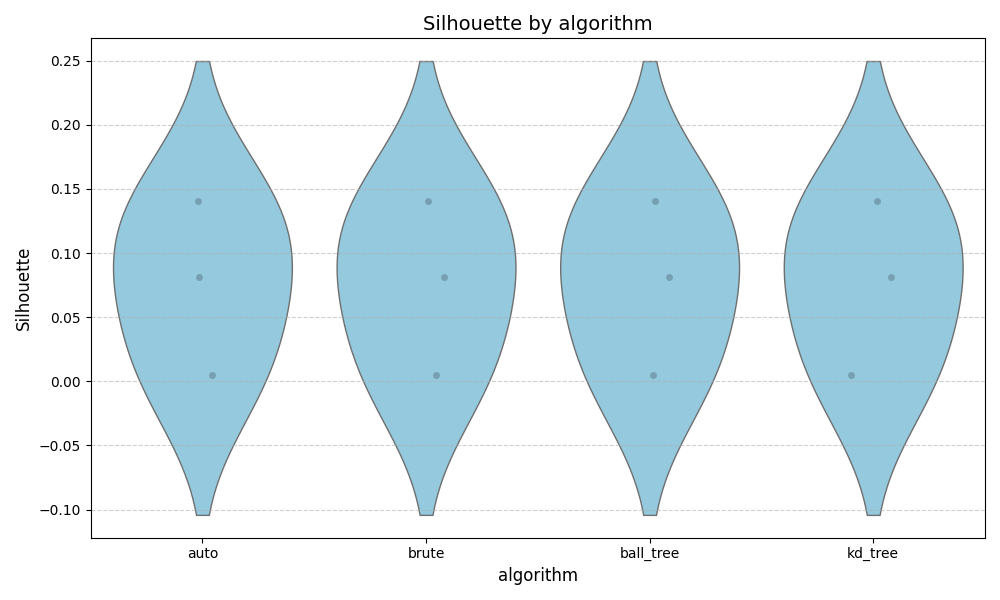 Silhouette by algorithm
0.25
0.20
0.15
0.10
0.05
0.00
−0.05
−0.10
Silhouette
auto
brute
ball_tree
kd_tree
algorithm